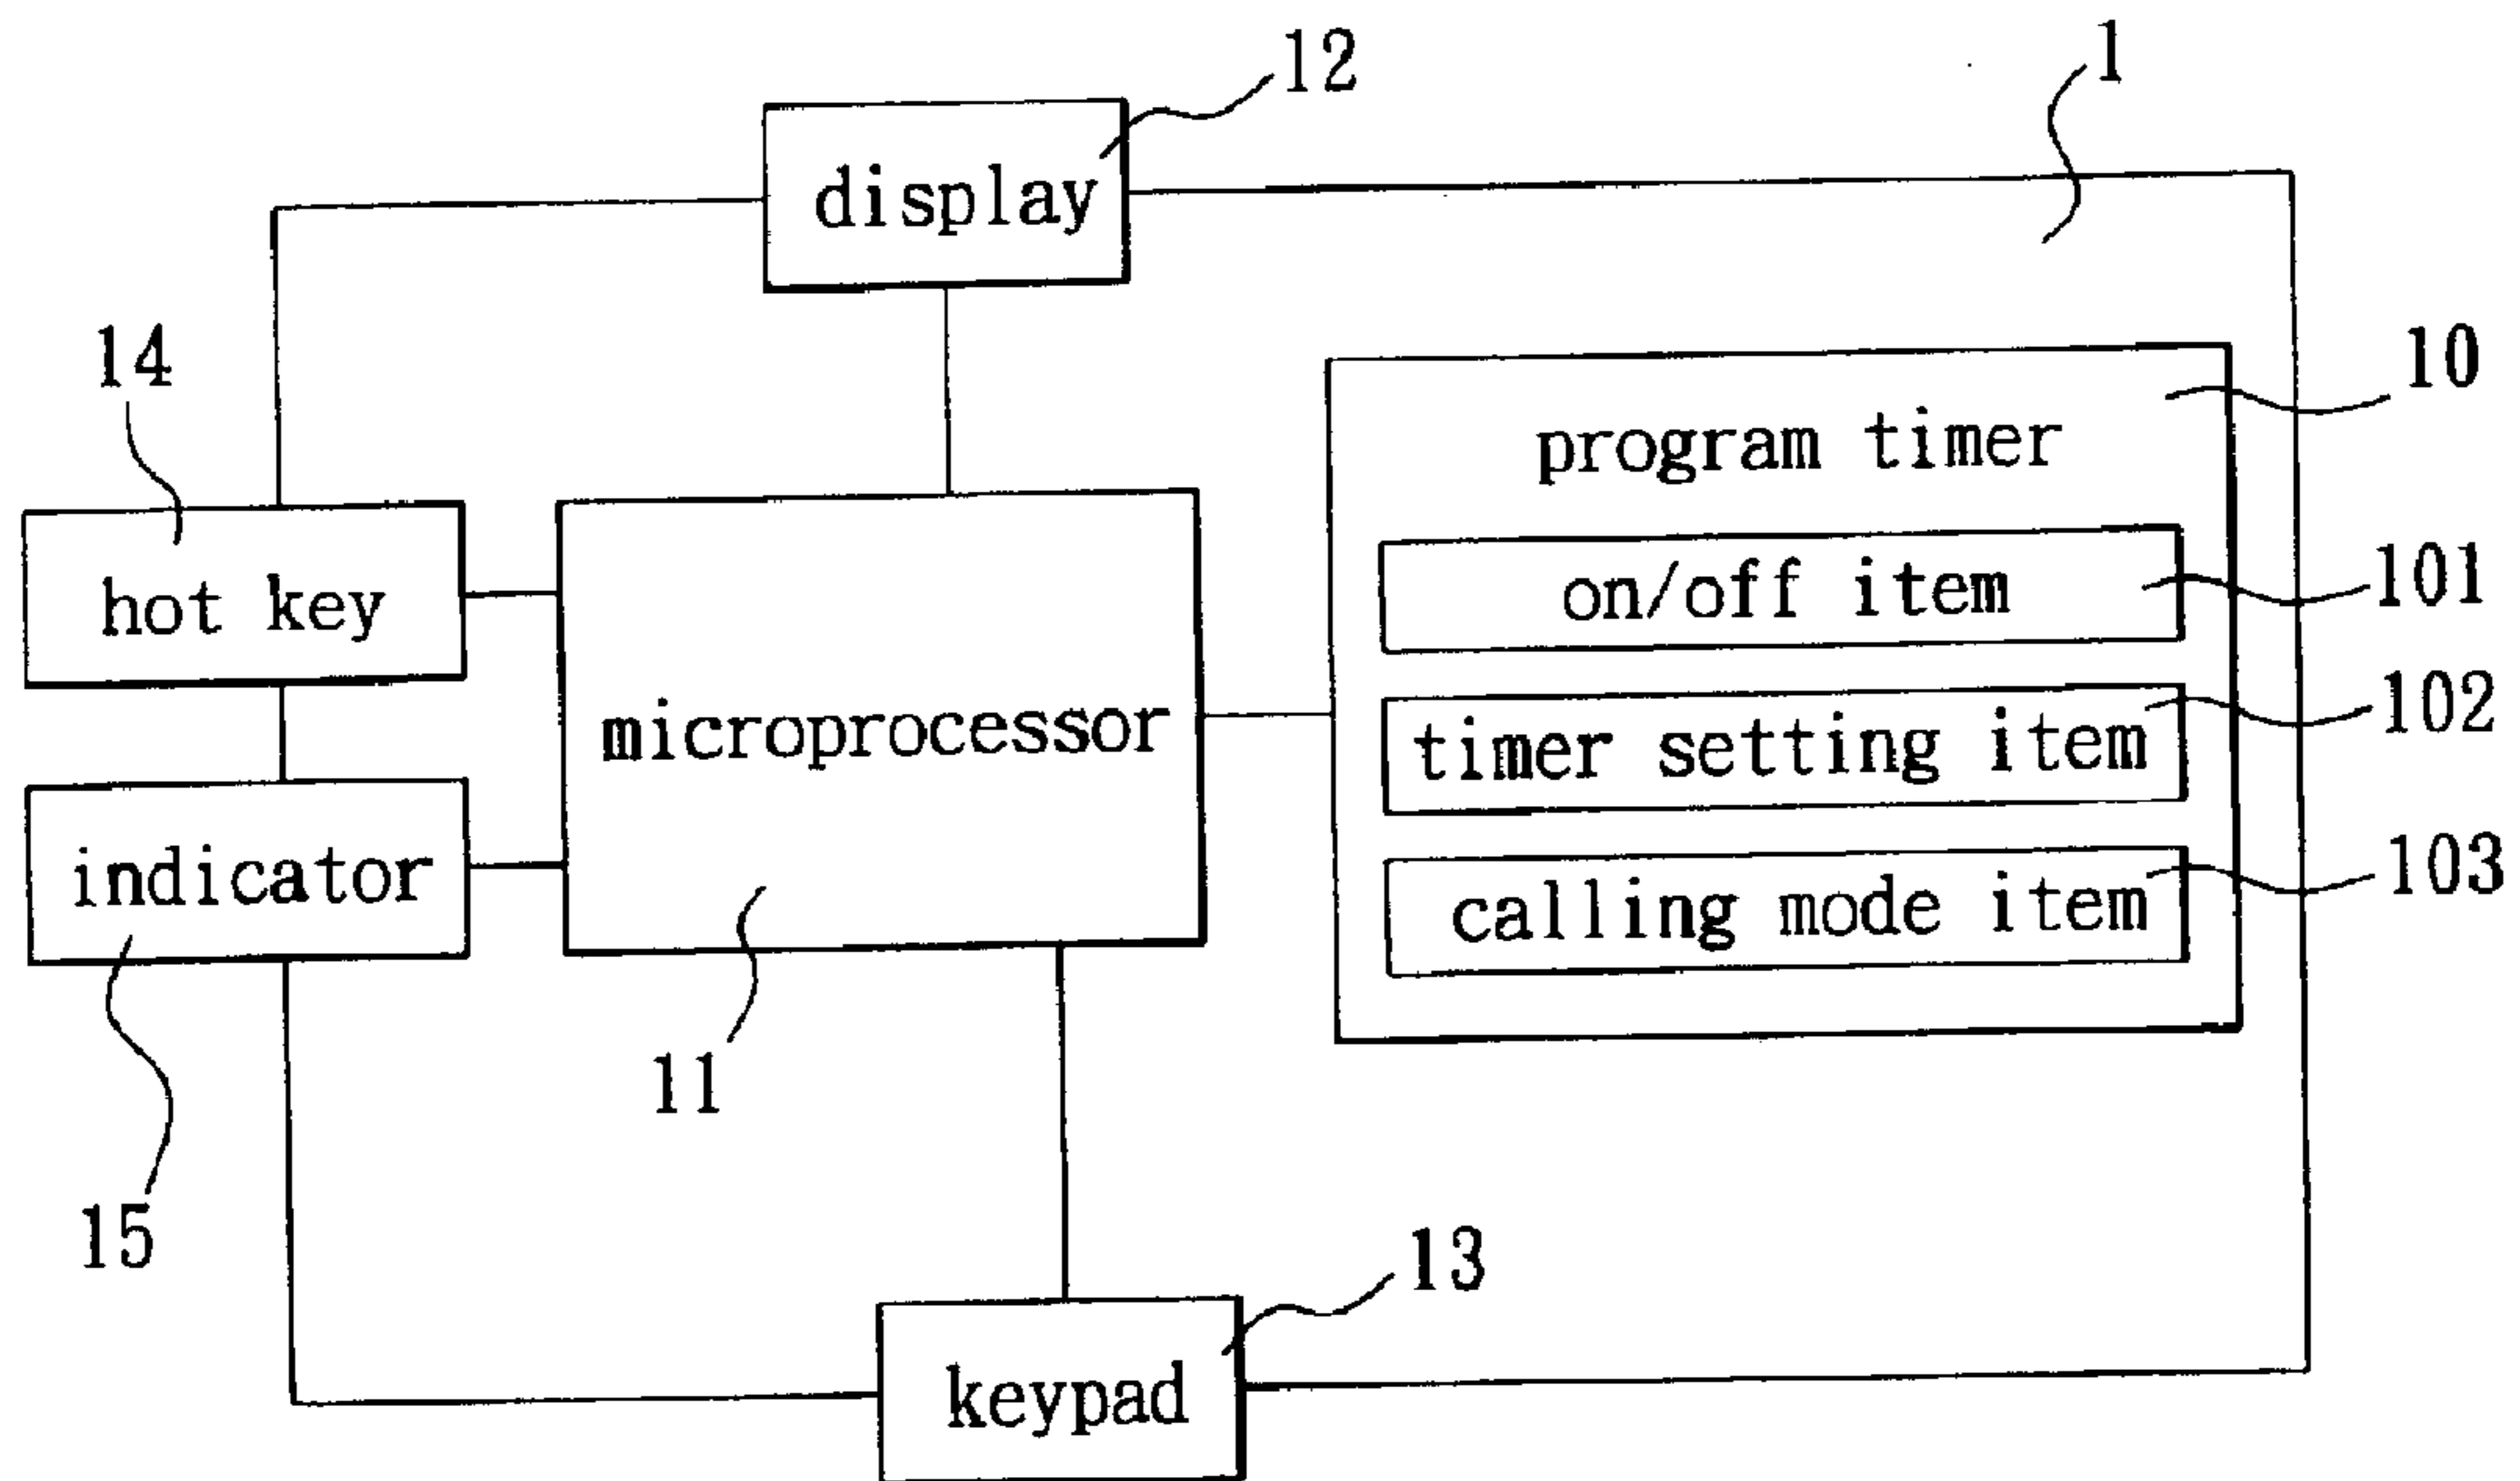 12
1
display
14
10
program timer
hot key
on/off item
101
microprocessor
timer setting item
102
indicator
calling mode item
103
11
15
13
keypad